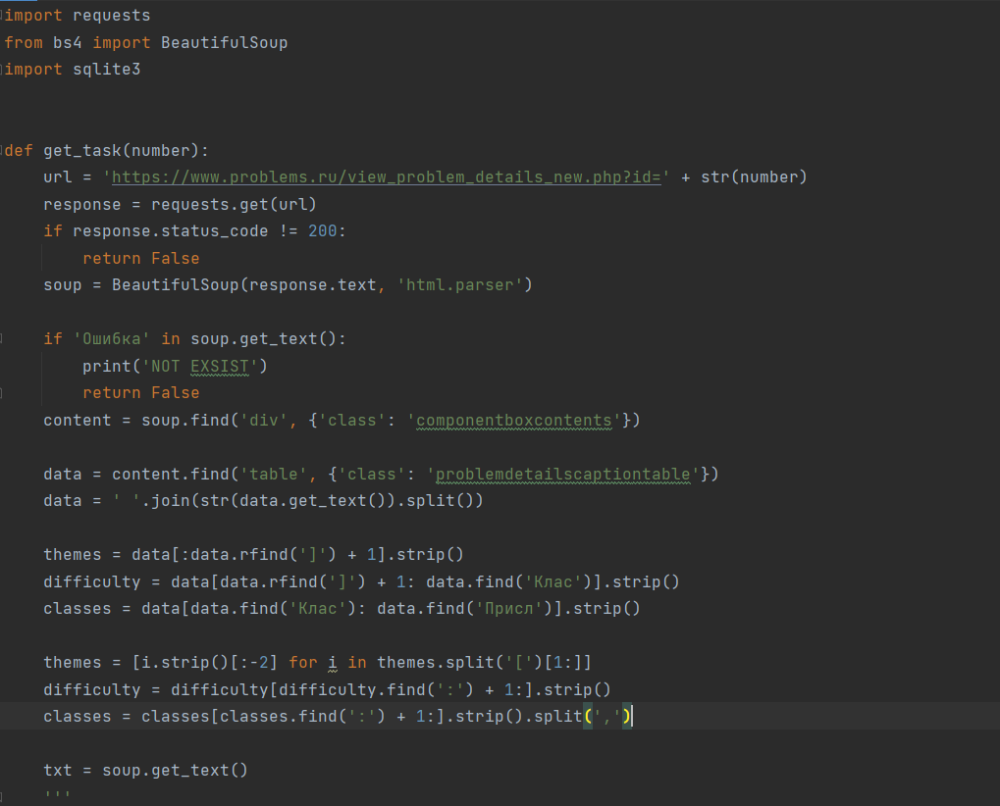 import requests
from bs4 import BeautifulSoup
import sqlite3
def get_task(number):
    url = 'https://www.problems.ru/view_problem_details_new.php?id=' + str(number)
    response = requests.get(url)
    if response.status_code != 200:
        return False
    soup = BeautifulSoup(response.text, 'html.parser')
    if 'Ошибка' in soup.get_text():
        print('NOT EXSIST')
        return False
    content = soup.find('div', {'class': 'componentboxcontents'})
    data = content.find('table', {'class': 'problemdetailscaptiontable'})
    data = ' '.join(str(data.get_text()).split())
    themes = data[:data.rfind(']') + 1].strip()
    difficulty = data[data.rfind(']') + 1: data.find('Клас')].strip()
    classes = data[data.find('Клас'): data.find('Присл')].strip()
    themes = [i.strip()[:-2] for i in themes.split('[')[1:]]
    difficulty = difficulty[difficulty.find(':') + 1:].strip()
    classes = classes[classes.find(':') + 1:].strip().split(',')
    txt = soup.get_text()
    '''